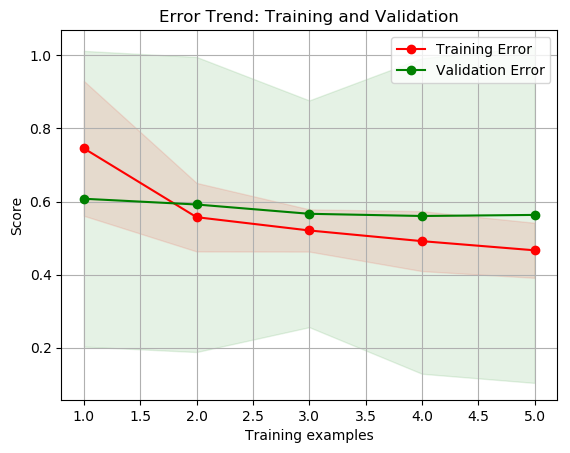 Error Trend: Training and Validation
Training Error
Validation Error
Score
1.0
0.8
0.6
0.4
0.2
1.0 1.5 2.0 2.5 3.0 3.5 4.0 4.5 5.0
Training examples